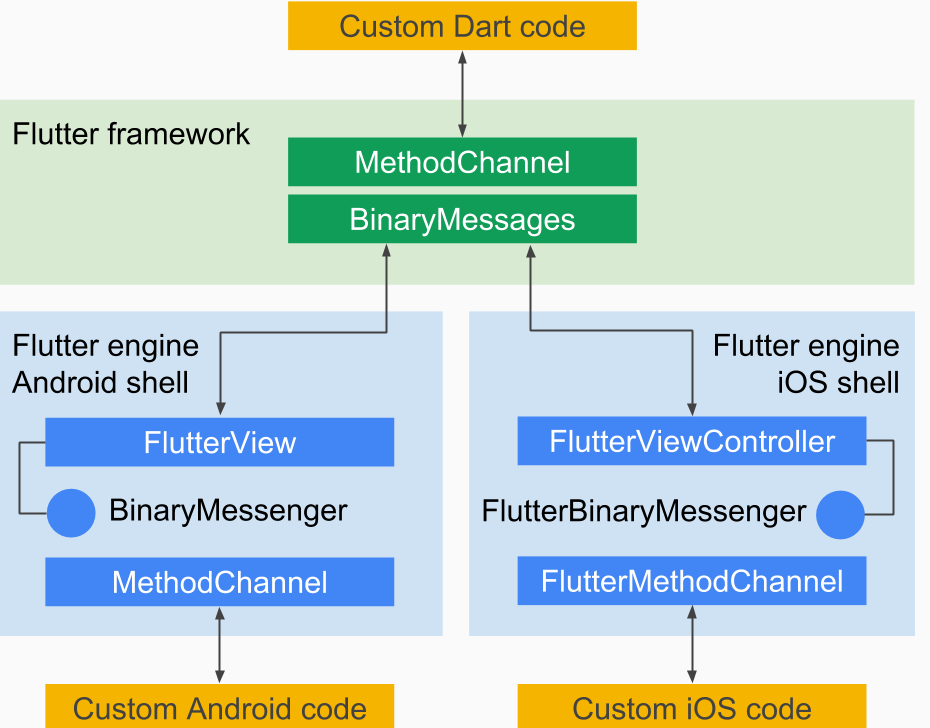 Custom Dart code
Flutter framework
MethodChannel
BinaryMessages
Flutter engine
Android shell
FlutterView
BinaryMessenger
MethodChannel
Custom Android code
Flutter engine
iOS shell
FlutterViewController
FlutterBinaryMessenger
FlutterMethodChannel
Custom iOS code